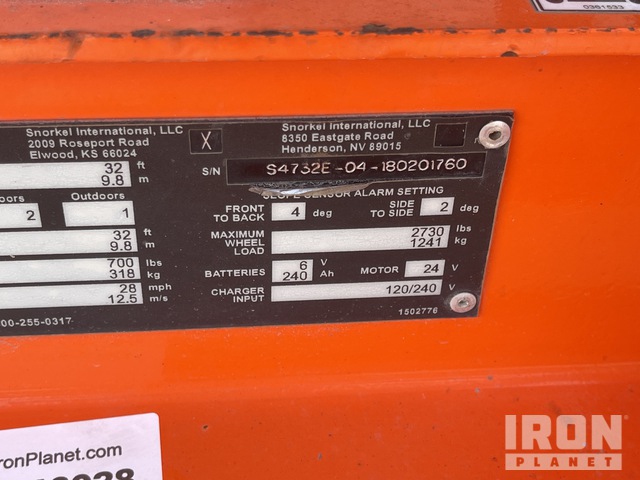 0361633
Snorkel International, LLC
2009 Roseport Road
Elwood, KS 66024
X
Snorkel International, LLC
8350 Eastgate Road
Henderson, NV 89015
S/N S4732E-04-180201760
32 ft
9.8 m
Outdoors
2 1
SLOPE SENSOR ALARM SETTING
FRONT TO BACK 4 deg
SIDE TO SIDE 2 deg
32 ft
9.8 m
MAXIMUM WHEEL LOAD
2730 lbs
1241 kg
700 lbs
318 kg
BATTERIES
6 V
240 Ah
MOTOR 24 V
28 mph
12.5 m/s
CHARGER INPUT 120/240 V
00-255-0317
1502776
ronPlanet.com
IRON
PLANET